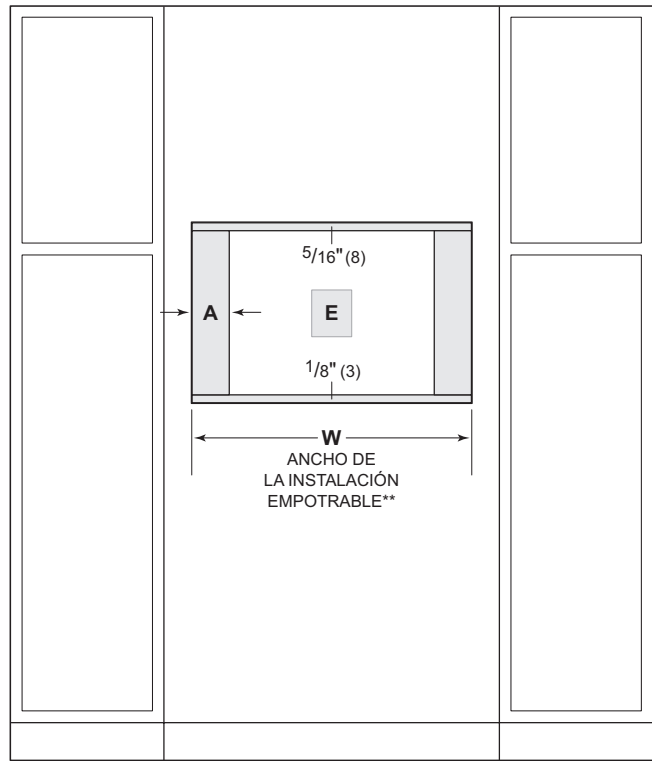 5/16" (8)
A
E
1/8" (3)
W
ANCHO DE
LA INSTALACIÓN
EMPOTRABLE**